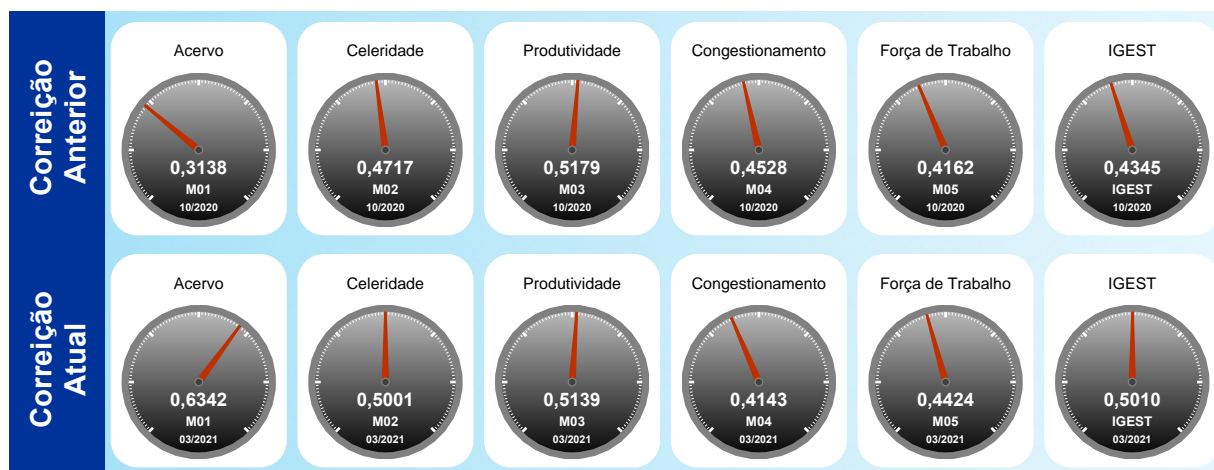 Correição
Anterior
Acervo
0,3138
M01
10/2020
Celeridade
0,4717
M02
10/2020
Produtividade
0,5179
M03
10/2020
Congestionamento
0,4528
M04
10/2020
Força de Trabalho
0,4162
M05
10/2020
IGEST
0,4345
IGEST
10/2020
Correição
Atual
Acervo
0,6342
M01
03/2021
Celeridade
0,5001
M02
03/2021
Produtividade
0,5139
M03
03/2021
Congestionamento
0,4143
M04
03/2021
Força de Trabalho
0,4424
M05
03/2021
IGEST
0,5010
IGEST
03/2021